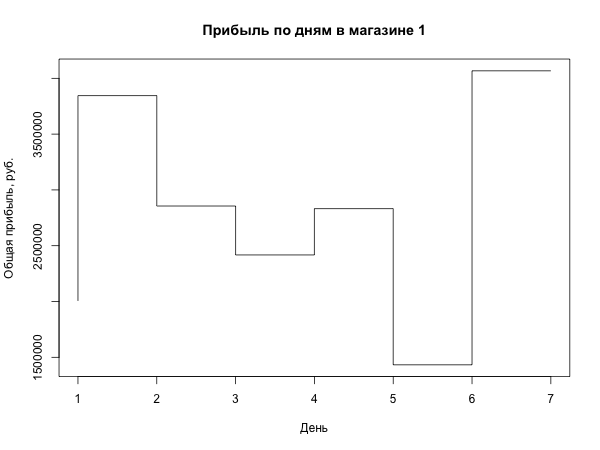 Прибыль по дням в магазине 1
Общая прибыль, руб.
3500000
2500000
1500000
1 2 3 4 5 6 7
День